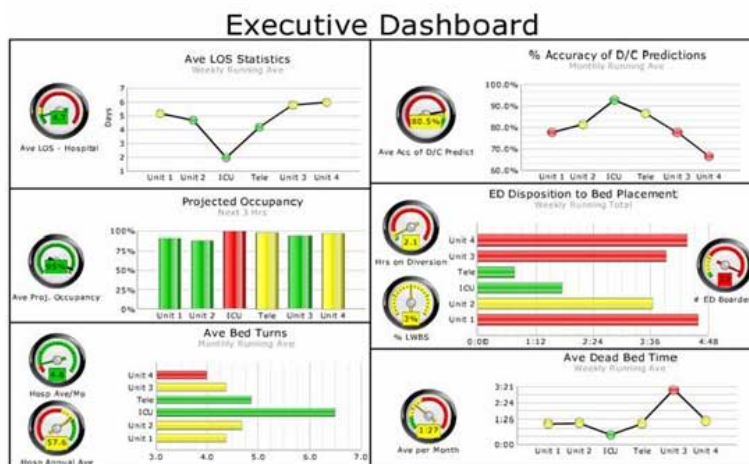 Executive Dashboard
Ave LOS Statistics
Weekly Running Ave
Days
7
6
5
4
3
2
1
Unit 1 Unit 2 ICU Tele Unit 3 Unit 4
Ave LOS - Hospital
% Accuracy of D/C Predictions
Monthly Running Ave
100.0%
90.0%
80.0%
70.0%
60.0%
Unit 1 Unit 2 ICU Tele Unit 3 Unit 4
80.5%
Ave Acc of D/C Predict
Projected Occupancy
Next 3 Hrs
100%
75%
50%
25%
0%
Unit 1 Unit 2 ICU Tele Unit 3 Unit 4
95%
Ave Proj. Occupancy
ED Disposition to Bed Placement
Weekly Running Total
2.1
Hrs on Diversion
3%
% LWBS
Unit 4
Unit 3
Tele
ICU
Unit 2
Unit 1
0:00 1:12 2:24 3:36 4:48
# ED Boarder
Ave Bed Turns
Monthly Running Ave
Hosp Ave/Mo
57.6
Hosp Annual Ave
Unit 4
Unit 3
Tele
ICU
Unit 2
Unit 1
3.0 4.0 5.0 6.0 7.0
Ave Dead Bed Time
Weekly Running Ave
1:27
Ave per Month
3:21
2:24
1:26
0:00
Unit 1 Unit 2 ICU Tele Unit 3 Unit 4